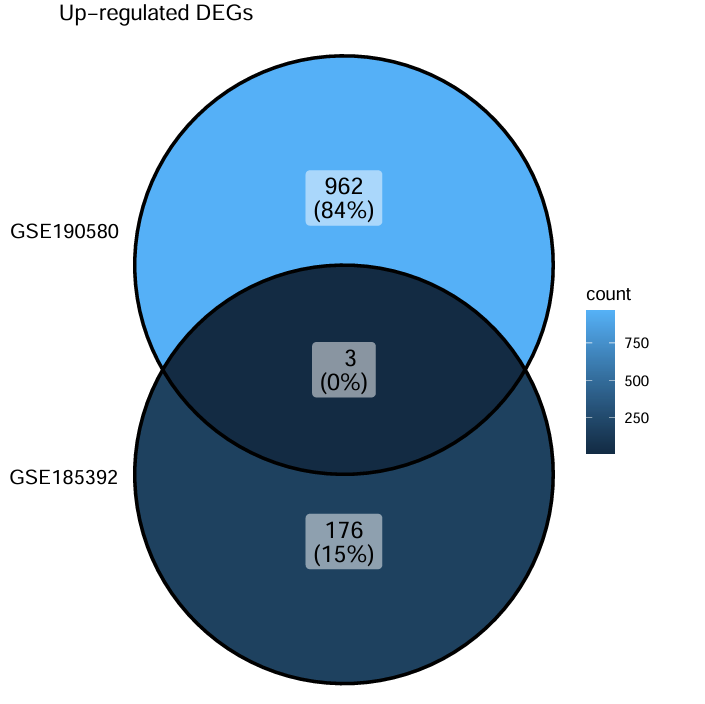 Up-regulated DEGs
962
(84%)
GSE190580
count
750
3
(0%)
500
250
GSE185392
176
(15%)